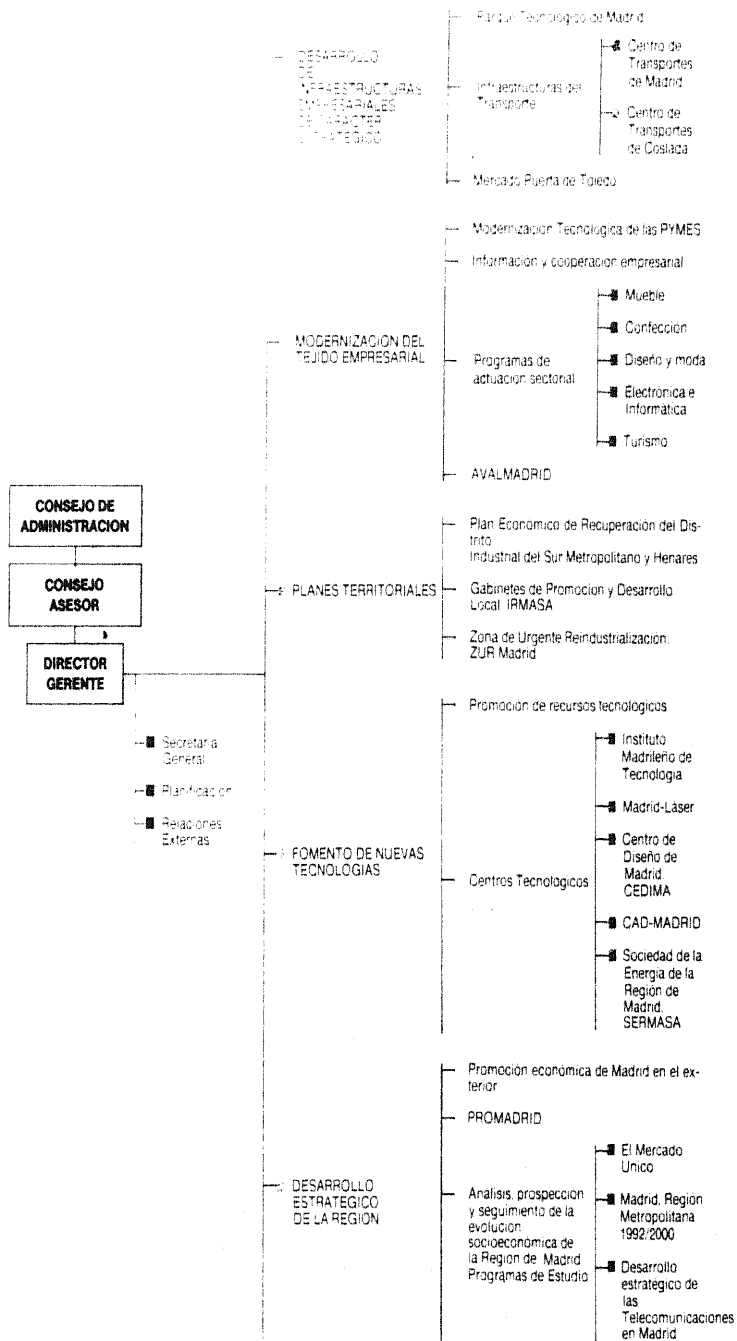 Parque Tecnológico de Madrid
DESARROLLO
DE
INFRAESTRUCTURAS
EMPRESARIALES
DE CARACTER
ESTRATEGICO
Infraestructuras del
Transporte
Centro de
Transportes
de Madrid
Centro de
Transportes
de Coslada
Mercado Puerta de Toledo
MODERNIZACION DEL
TEJIDO EMPRESARIAL
Modernización Tecnológica de las PYMES
Información y cooperación empresarial
Programas de
actuación sectorial
Mueble
Confección
Diseño y moda
Electrónica e
Informática
Turismo
AVALMADRID
CONSEJO DE
ADMINISTRACION
CONSEJO
ASESOR
DIRECTOR
GERENTE
Secretaría
General
Planificación
Relaciones
Externas
PLANES TERRITORIALES
Plan Económico de Recuperación del Dis-
trito
Industrial del Sur Metropolitano y Henares
Gabinetes de Promoción y Desarrollo
Local. IRMASA
Zona de Urgente Reindustrialización.
ZUR Madrid
FOMENTO DE NUEVAS
TECNOLOGIAS
Promoción de recursos tecnológicos
Centros Tecnológicos
Instituto
Madrileño de
Tecnología
Madrid-Láser
Centro de
Diseño de
Madrid.
CEDIMA
CAD-MADRID
Sociedad de la
Energía de la
Región de
Madrid.
SERMASA
DESARROLLO
ESTRATEGICO
DE LA REGION
Promoción económica de Madrid en el ex-
terior
PROMADRID
Análisis, prospección
y seguimiento de la
evolución
socioeconómica de
la Región de Madrid
Programas de Estudio
El Mercado
Unico
Madrid, Región
Metropolitana
1992/2000
Desarrollo
estratégico de
las
Telecomunicaciones
en Madrid